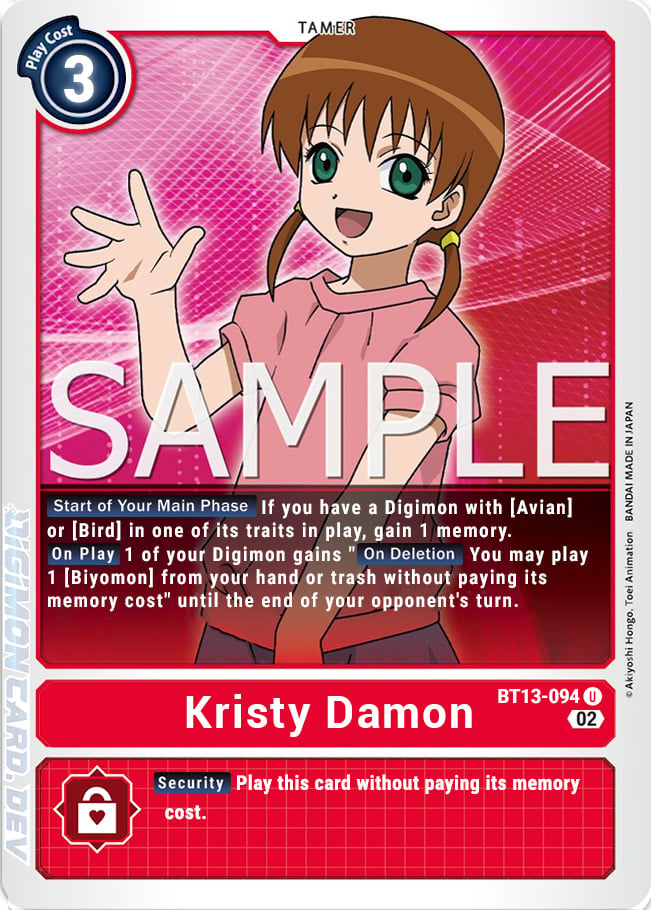 TAMER
Play Cost
3
SAMPLE
Start of Your Main Phase If you have a Digimon with [Avian]
or [Bird] in one of its traits in play, gain 1 memory.
On Play 1 of your Digimon gains " On Deletion You may play
1 [Biyomon] from your hand or trash without paying its
memory cost" until the end of your opponent's turn.
©Akiyoshi Hongo, Toei Animation BANDAI MADE IN JAPAN
DIGIMONCARD.DEV
Kristy Damon
BT13-094 U
02
Security Play this card without paying its memory
cost.